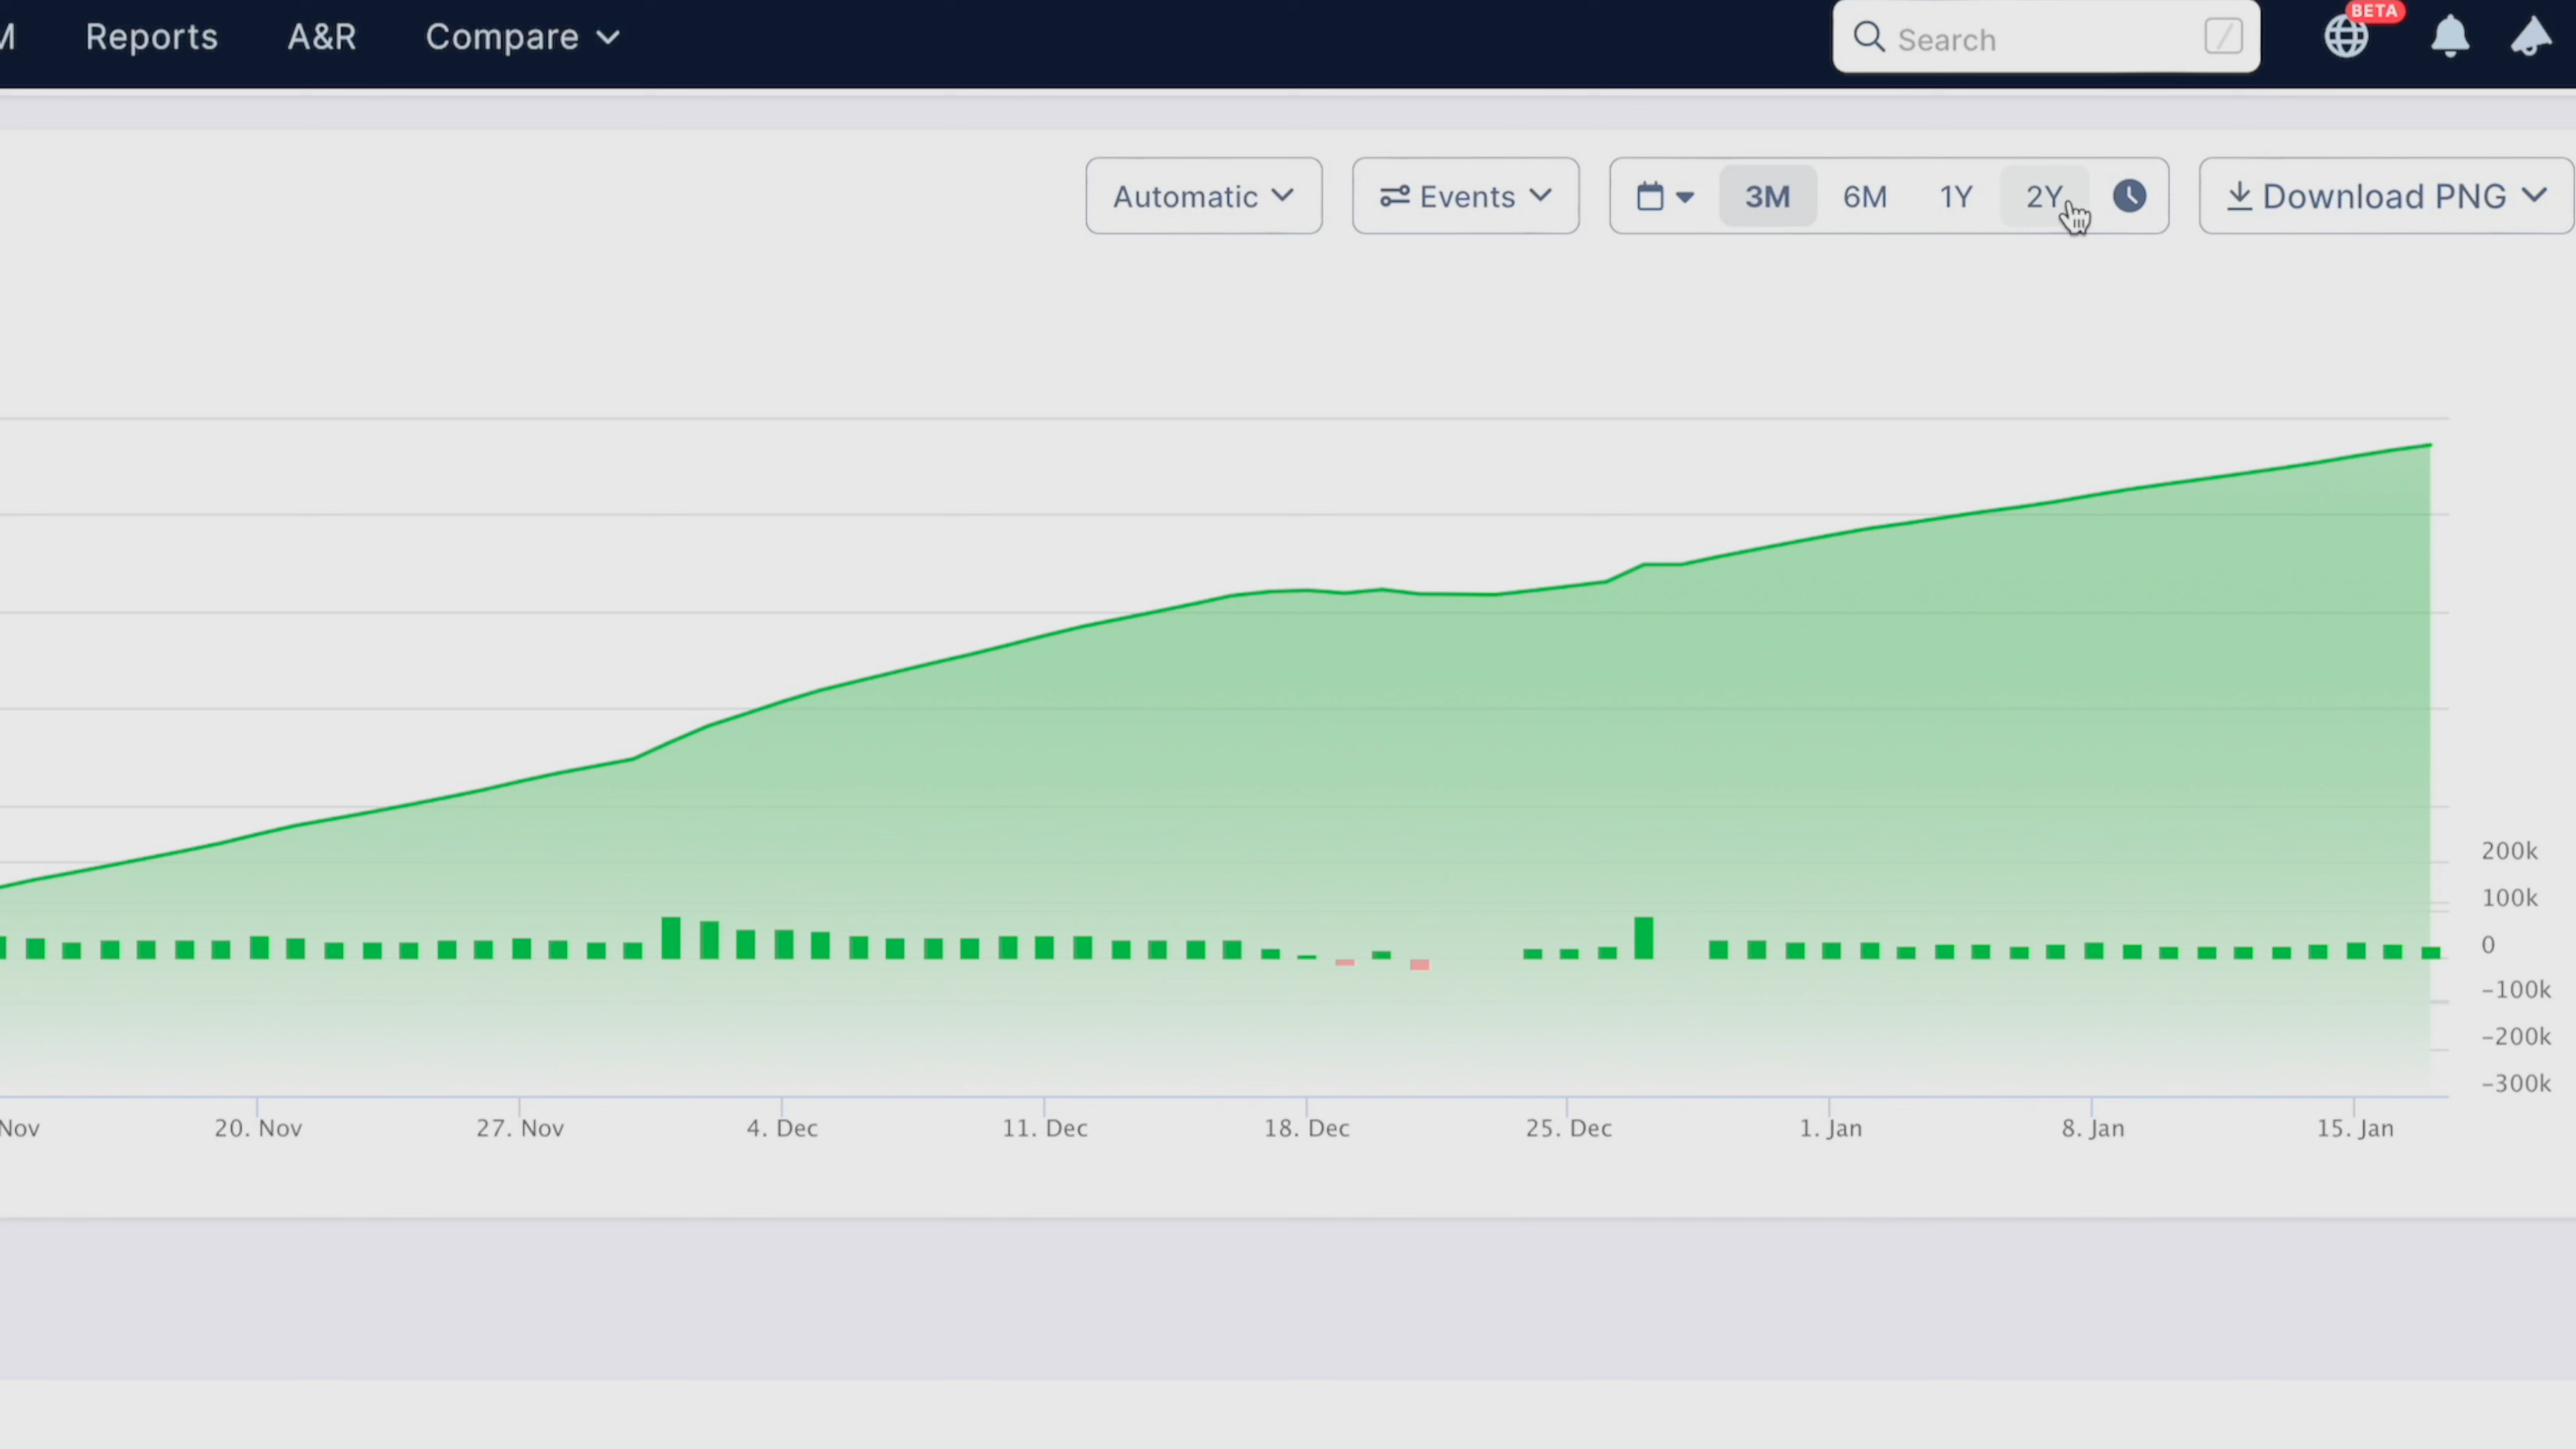 M Reports A&R Compare Search / BETA
Automatic Events 3M 6M 1Y 2Y Download PNG
200k
100k
0
-100k
-200k
-300k
Nov 20. Nov 27. Nov 4. Dec 11. Dec 18. Dec 25. Dec 1. Jan 8. Jan 15. Jan